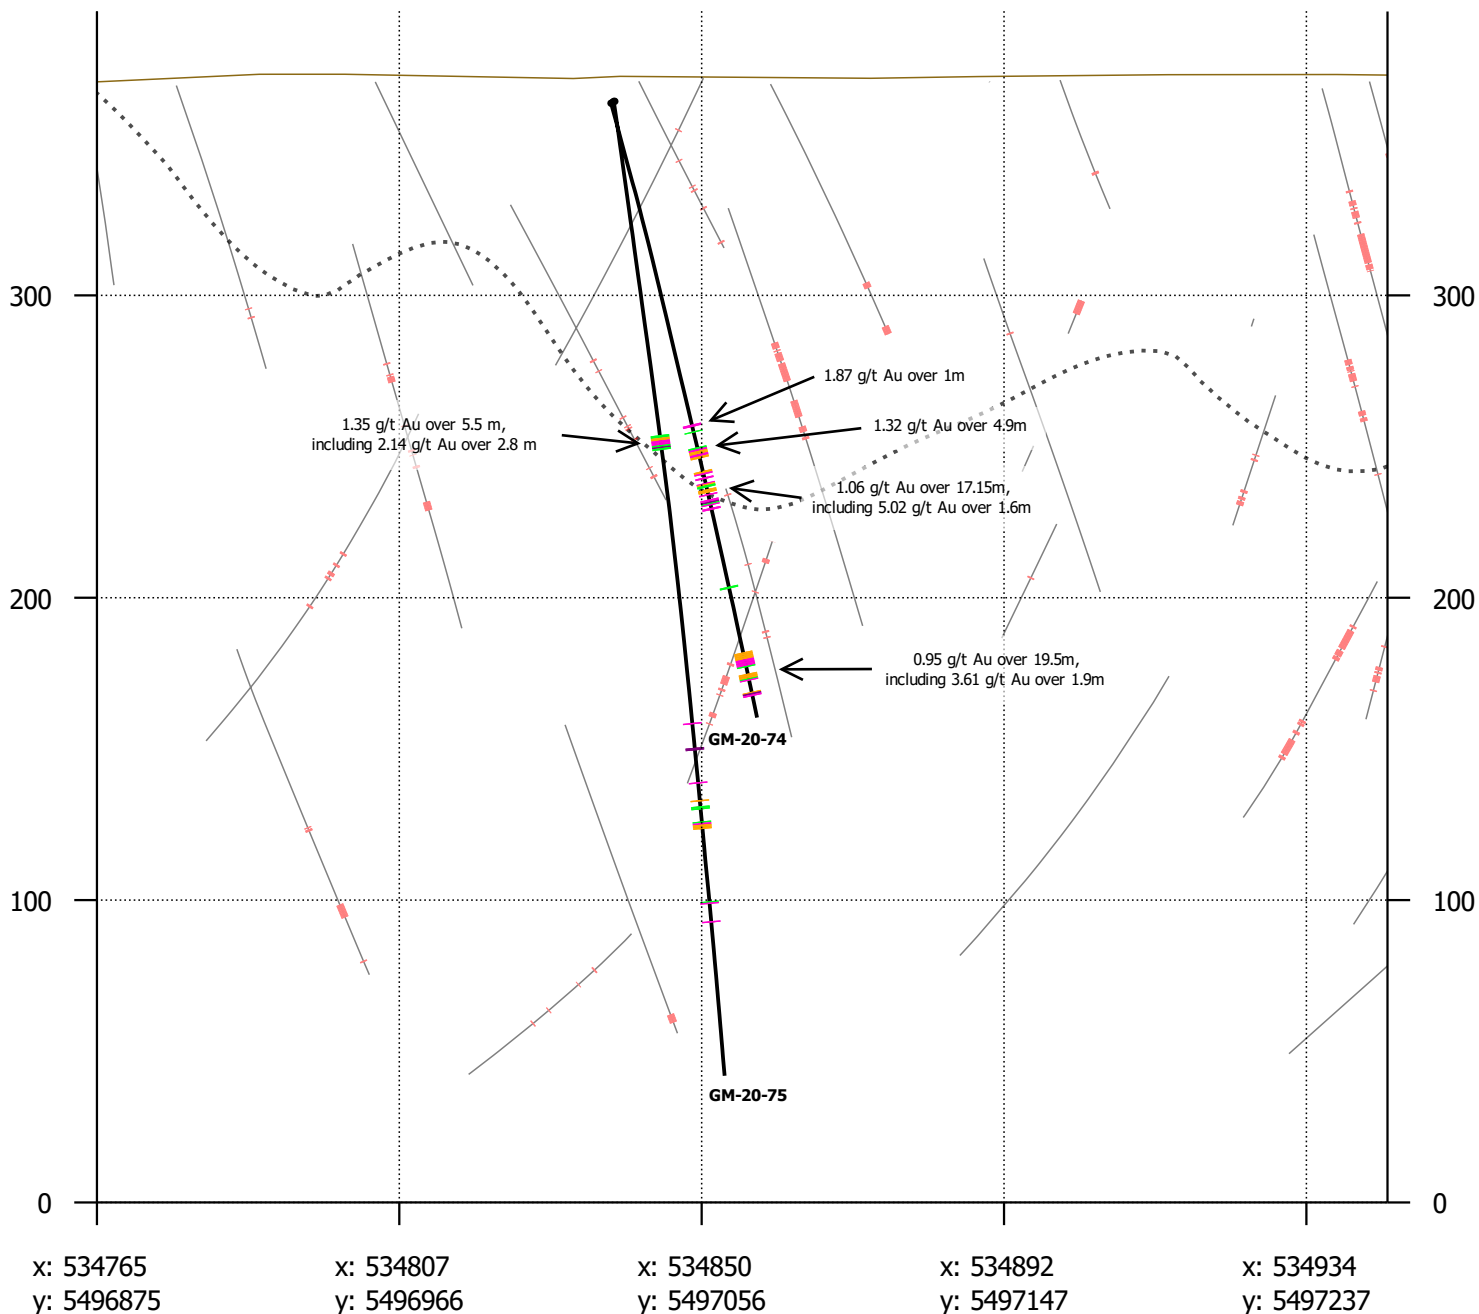 300
300
1.87 g/t Au over 1m
1.35 g/t Au over 5.5 m,
including 2.14 g/t Au over 2.8 m
1.32 g/t Au over 4.9m
1.06 g/t Au over 17.15m,
including 5.02 g/t Au over 1.6m
200
200
0.95 g/t Au over 19.5m,
including 3.61 g/t Au over 1.9m
GM-20-74
100
100
GM-20-75
0
0
x: 534765
y: 5496875
x: 534807
y: 5496966
x: 534850
y: 5497056
x: 534892
y: 5497147
x: 534934
y: 5497237